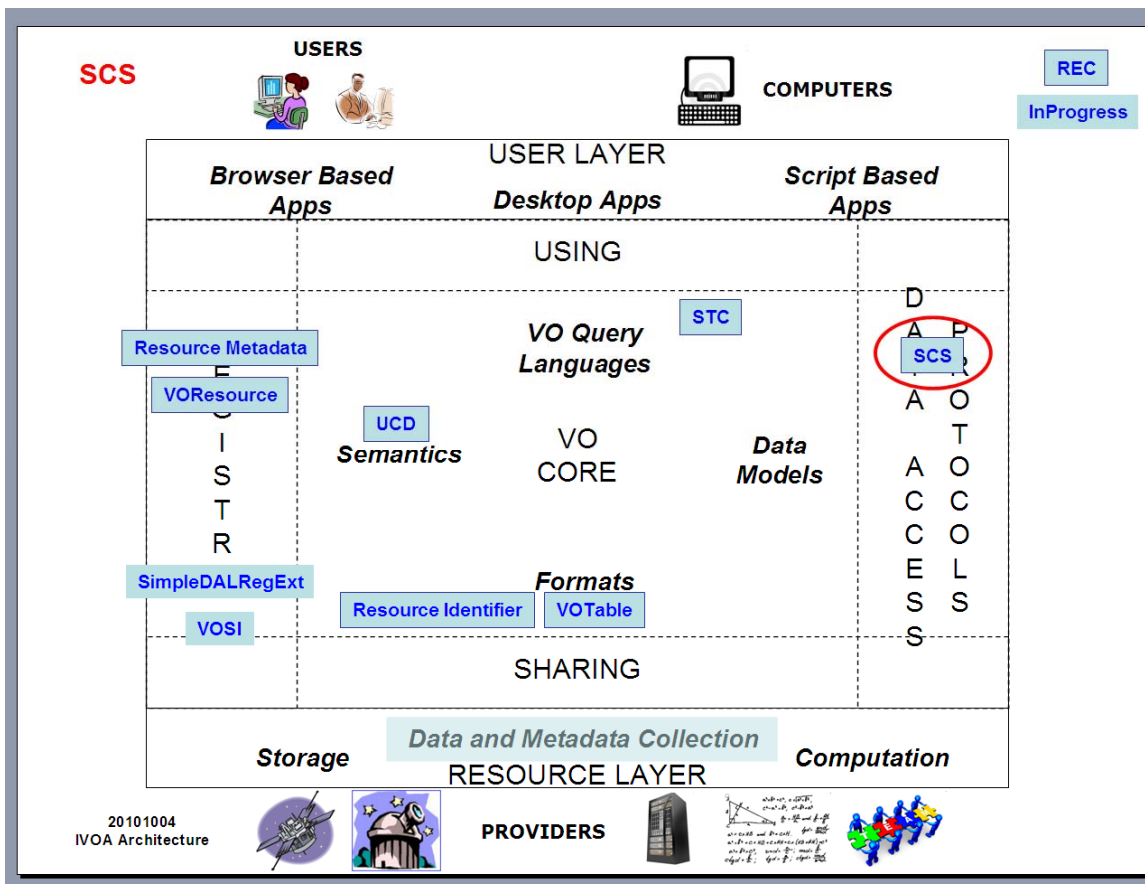 SCS
USERS
COMPUTERS
REC
InProgress
USER LAYER
Browser Based
Apps
Desktop Apps
Script Based
Apps
USING
STC
VO Query
Languages
Resource Metadata
VOResource
E
G
I
S
T
R
UCD
Semantics
VO
CORE
Data
Models
SCS
D
A
T
A
A
C
C
E
S
S
P
R
O
T
O
C
O
L
S
SimpleDALRegExt
VOSI
Formats
Resource Identifier
VOTable
SHARING
Data and Metadata Collection
Storage
Computation
RESOURCE LAYER
20101004
IVOA Architecture
PROVIDERS